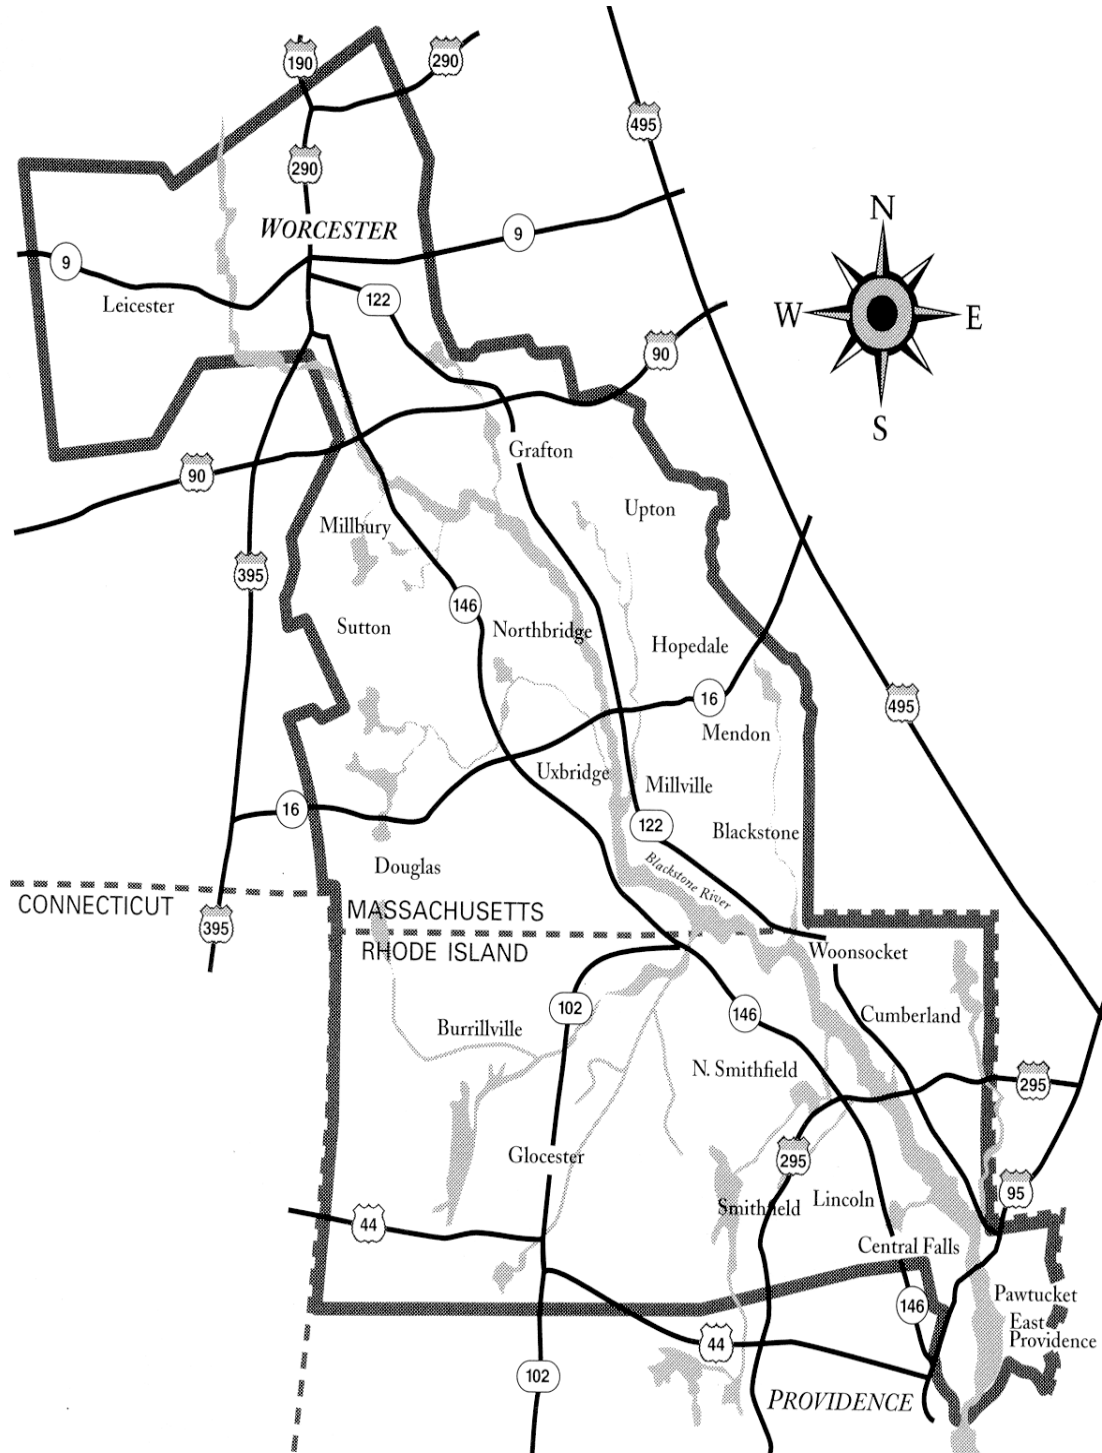 190
290
495
290
N
WORCESTER
9
9
W
E
Leicester
122
90
S
Grafton
90
Upton
Millbury
395
146
Sutton
Northbridge
Hopedale
16
495
Mendon
Uxbridge
Millville
16
122
Blackstone
Douglas
Blackstone River
CONNECTICUT
MASSACHUSETTS
395
RHODE ISLAND
Woonsocket
102
146
Cumberland
Burrillville
N. Smithfield
295
Glocester
295
95
Smithfield
Lincoln
44
Central Falls
Pawtucket
146
East
Providence
44
102
PROVIDENCE